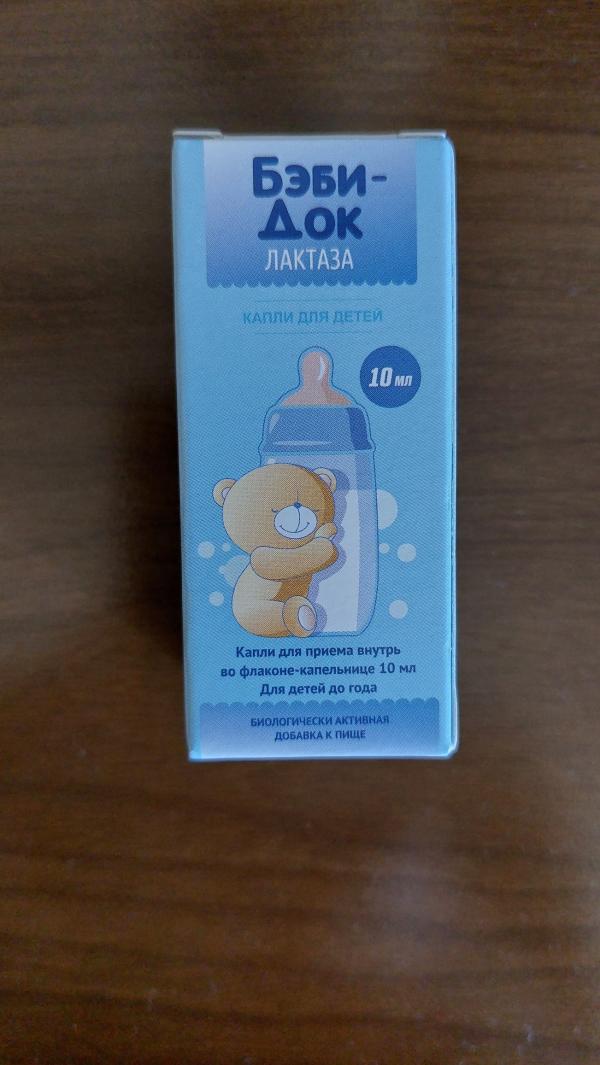 Бэби-
Док
ЛАКТАЗА
КАПЛИ ДЛЯ ДЕТЕЙ
10 мл
Капли для приема внутрь
во флаконе-капельнице 10 мл
Для детей до года
БИОЛОГИЧЕСКИ АКТИВНАЯ
ДОБАВКА К ПИЩЕ